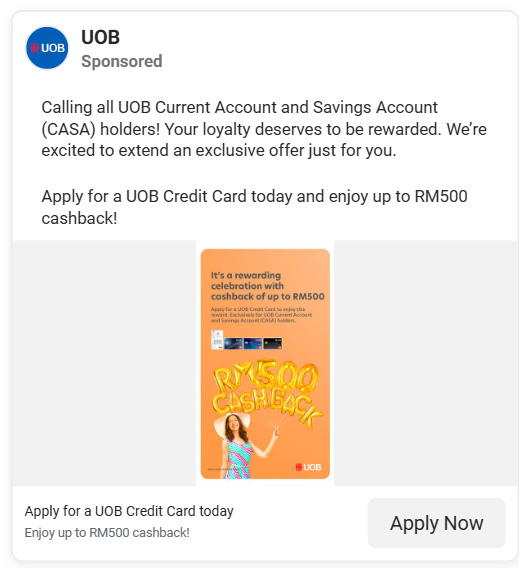 UOB
UOB
Sponsored
Calling all UOB Current Account and Savings Account
(CASA) holders! Your loyalty deserves to be rewarded. We’re
excited to extend an exclusive offer just for you.
Apply for a UOB Credit Card today and enjoy up to RM500
cashback!
It's a rewarding
celebration with
cashback of up to RM500
Apply for a UOB Credit Card to enjoy this
reward. Exclusively for UOB Current Account
and Savings Account (CASA) holders.
RM500
CASHBACK
UOB
Apply for a UOB Credit Card today
Enjoy up to RM500 cashback!
Apply Now